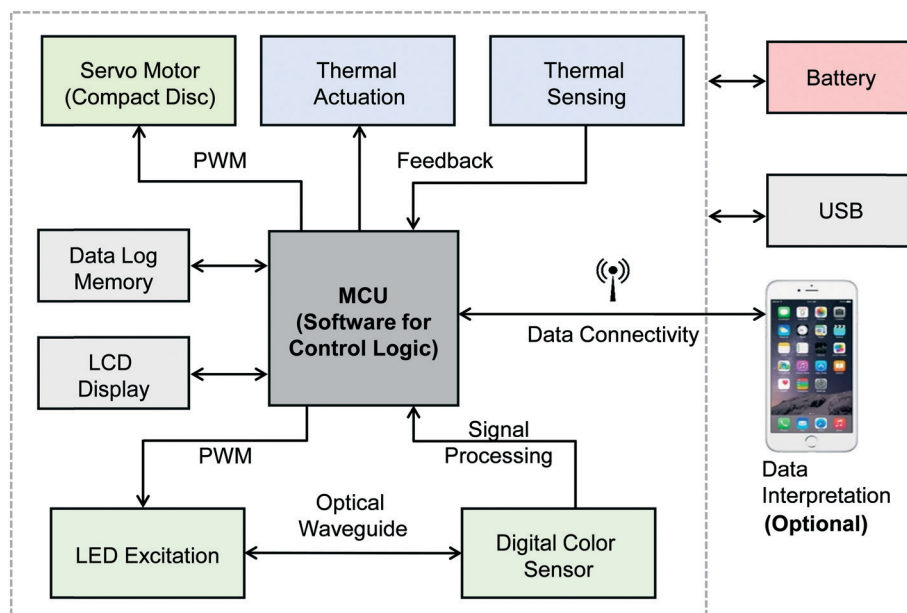 Servo Motor
(Compact Disc)
Thermal
Actuation
Thermal
Sensing
Battery
PWM
Feedback
USB
Data Log
Memory
MCU
(Software for
Control Logic)
Data Connectivity
LCD
Display
PWM
Signal
Processing
Optical
Waveguide
LED Excitation
Digital Color
Sensor
Data
Interpretation
(Optional)